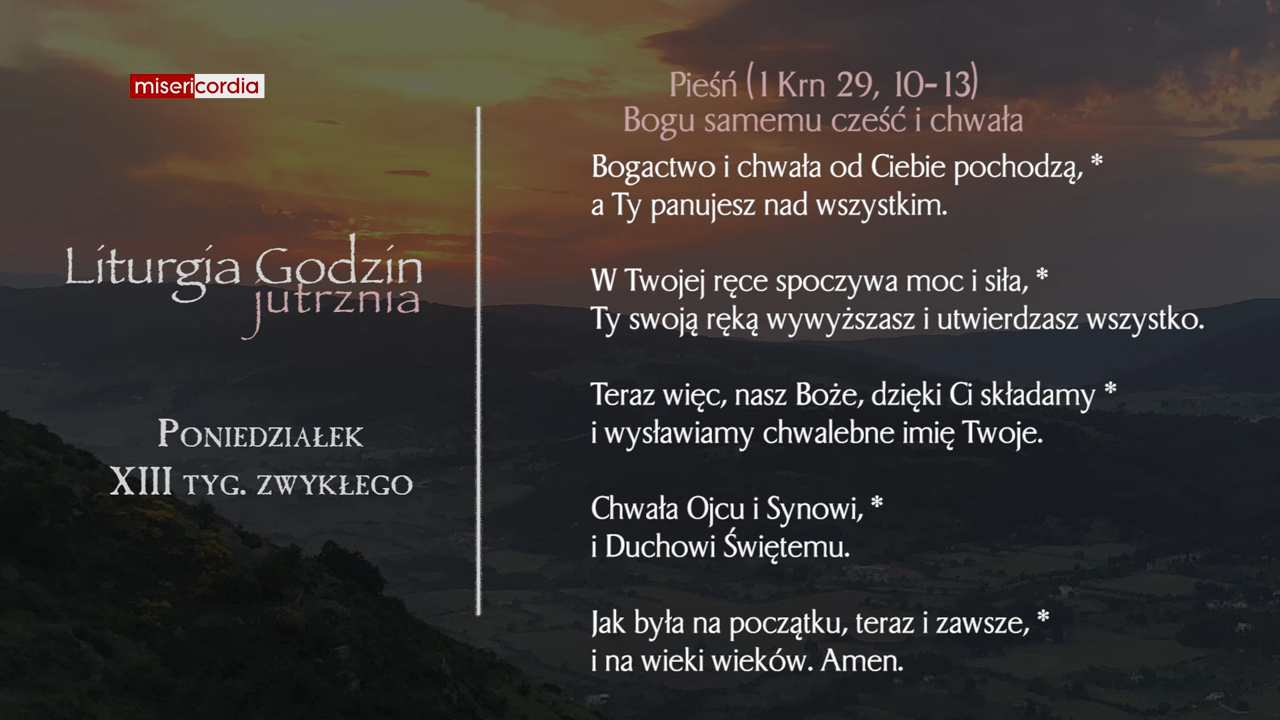 misericordia
Liturgia Godzin
jutrznia
Poniedziałek
XIII tyg. zwykłego
Pieśń (1 Krn 29, 10-13)
Bogu samemu cześć i chwała
Bogactwo i chwała od Ciebie pochodzą, *
a Ty panujesz nad wszystkim.
W Twojej ręce spoczywa moc i siła, *
Ty swoją ręką wywyższasz i utwierdzasz wszystko.
Teraz więc, nasz Boże, dzięki Ci składamy *
i wysławiamy chwalebne imię Twoje.
Chwała Ojcu i Synowi, *
i Duchowi Świętemu.
Jak była na początku, teraz i zawsze, *
i na wieki wieków. Amen.